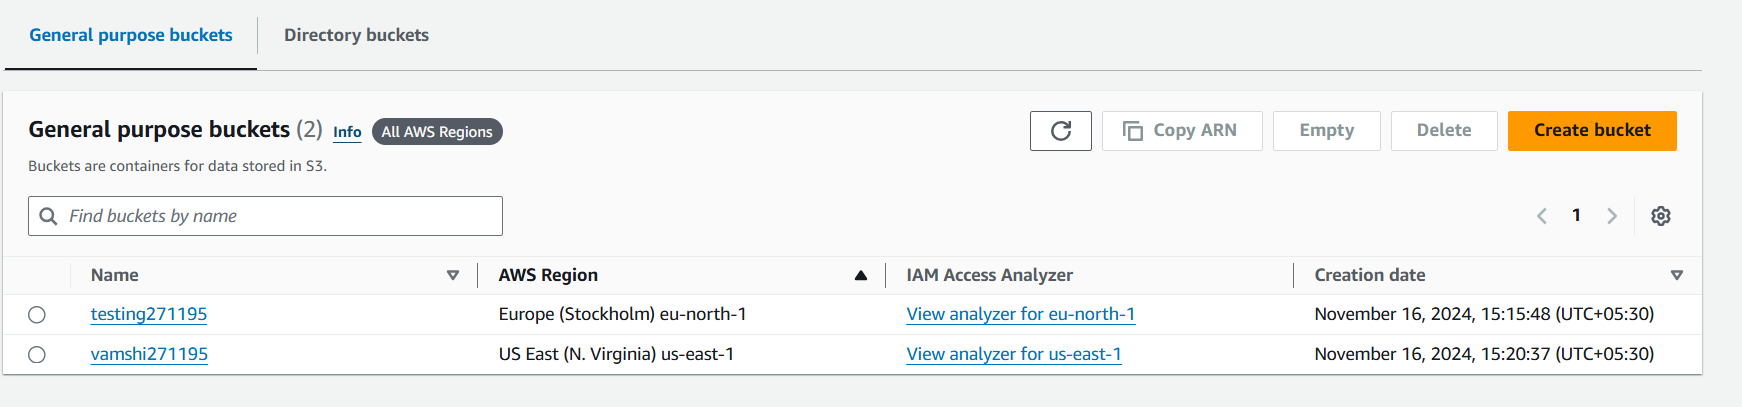 General purpose buckets Directory buckets
General purpose buckets (2) Info All AWS Regions Copy ARN Empty Delete Create bucket
Buckets are containers for data stored in S3.
Find buckets by name 1
Name AWS Region IAM Access Analyzer Creation date
testing271195 Europe (Stockholm) eu-north-1 View analyzer for eu-north-1 November 16, 2024, 15:15:48 (UTC+05:30)
vamshi271195 US East (N. Virginia) us-east-1 View analyzer for us-east-1 November 16, 2024, 15:20:37 (UTC+05:30)